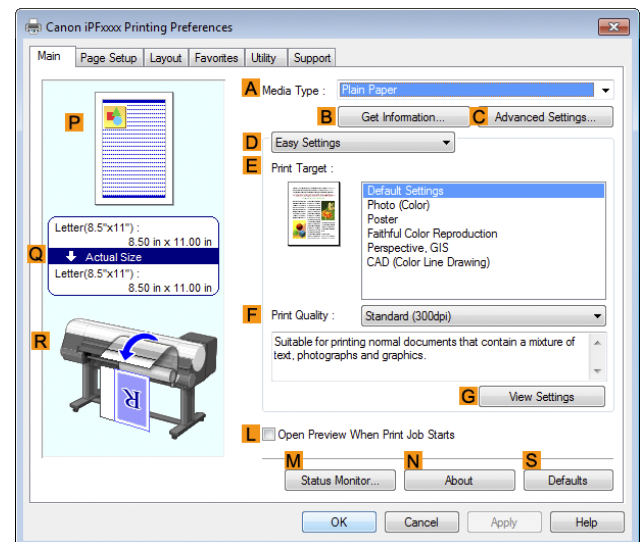 Canon iPFxxxx Printing Preferences
Main Page Setup Layout Favorites Utility Support
A Media Type : Plain Paper
B Get Information... C Advanced Settings...
D Easy Settings
E Print Target :
Default Settings
Photo (Color)
Poster
Faithful Color Reproduction
Perspective, GIS
CAD (Color Line Drawing)
P
Letter(8.5"x11") :
8.50 in x 11.00 in
Q Actual Size
Letter(8.5"x11") :
8.50 in x 11.00 in
F Print Quality : Standard (300dpi)
Suitable for printing normal documents that contain a mixture of
text, photographs and graphics.
R
R
G View Settings
L Open Preview When Print Job Starts
M Status Monitor... N About S Defaults
OK Cancel Apply Help